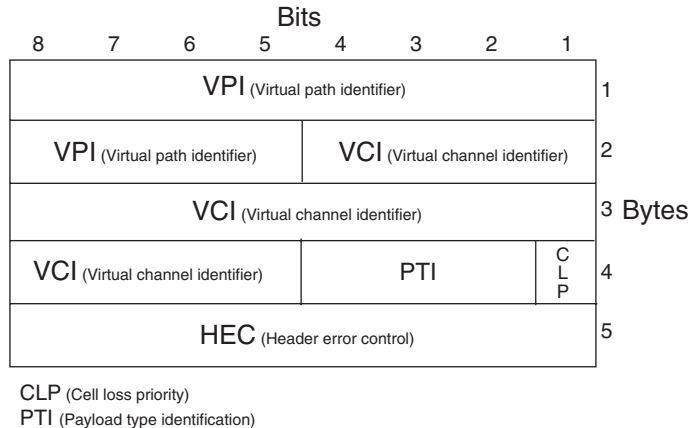 Bits
8 7 6 5 4 3 2 1
VPI (Virtual path identifier) 1
VPI (Virtual path identifier) VCI (Virtual channel identifier) 2
VCI (Virtual channel identifier) 3 Bytes
VCI (Virtual channel identifier) PTI CLP 4
HEC (Header error control) 5
CLP (Cell loss priority)
PTI (Payload type identification)